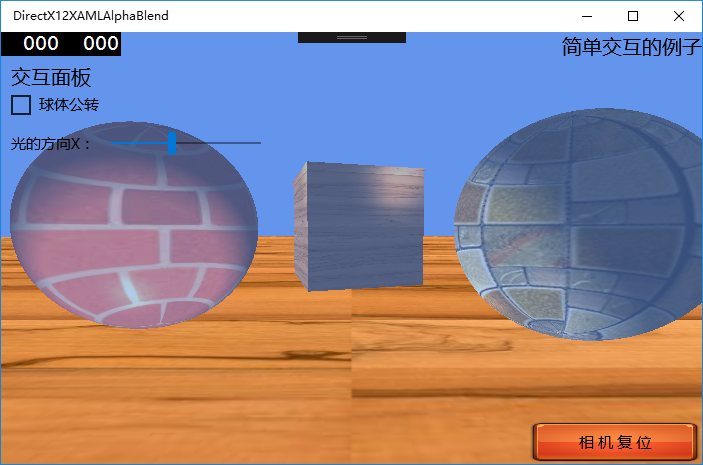 DirectX12XAMLAlphaBlend
000 000
简单交互的例子
交互面板
球体公转
光的方向X：
相机复位